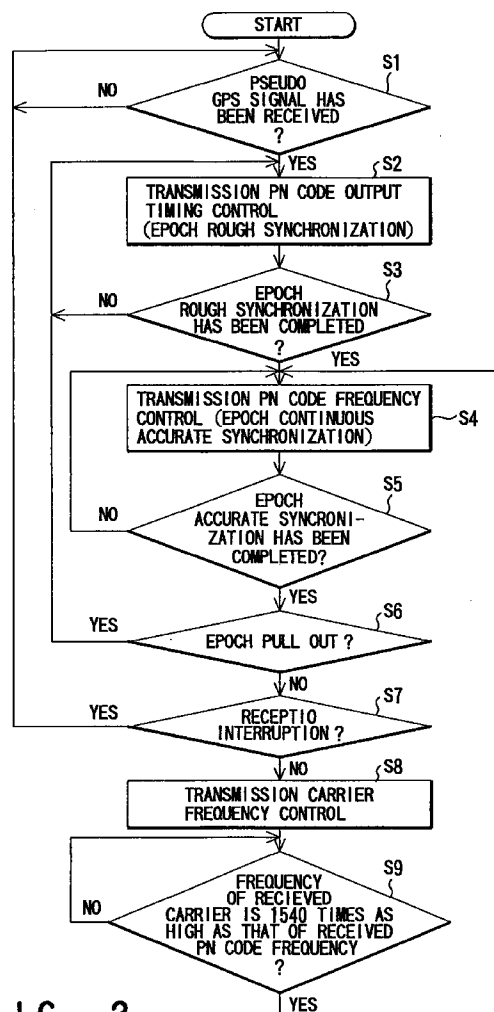 START
S1
NO
PSEUDO
GPS SIGNAL HAS
BEEN RECEIVED
?
YES
S2
TRANSMISSION PN CODE OUTPUT
TIMING CONTROL
(EPOCH ROUGH SYNCHRONIZATION)
S3
NO
EPOCH
ROUGH SYNCHRONIZATION
HAS BEEN COMPLETED
?
YES
TRANSMISSION PN CODE FREQUENCY
CONTROL (EPOCH CONTINUOUS
ACCURATE SYNCHRONIZATION)
S4
S5
NO
EPOCH
ACCURATE SYNCRONI-
ZATION HAS BEEN
COMPLETED?
YES
S6
YES
EPOCH PULL OUT ?
NO
S7
YES
RECEPTIO
INTERRUPTION ?
NO
S8
TRANSMISSION CARRIER
FREQUENCY CONTROL
S9
NO
FREQUENCY
OF RECIEVED
CARRIER IS 1540 TIMES AS
HIGH AS THAT OF RECEIVED
PN CODE FREQUENCY
?
YES